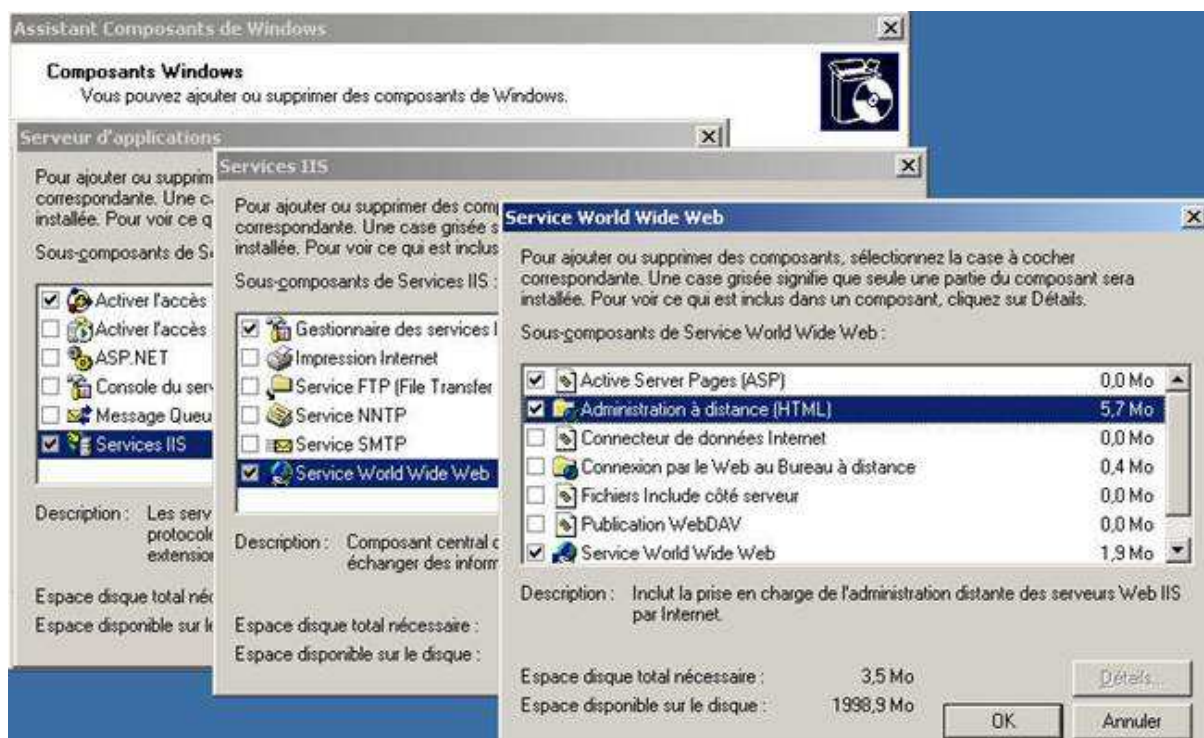 Assistant Composants de Windows
Composants Windows
Vous pouvez ajouter ou supprimer des composants de Windows.
Serveur d'applications
Pour ajouter ou supprim
correspondante. Une c
installée. Pour voir ce q
Sous-composants de S
Activer l'accès
Activer l'accès
ASP.NET
Console du ser
Message Queu
Services IIS
Description : Les serv
protocole
extension
Espace disque total né
Espace disponible sur l
Services IIS
Pour ajouter ou supprimer des com
correspondante. Une case grisée s
installée. Pour voir ce qui est inclus
Sous-composants de Services IIS :
Gestionnaire des services I
Impression Internet
Service FTP (File Transfer
Service NNTP
Service SMTP
Service World Wide Web
Description : Composant central
échanger des inform
Espace disque total nécessaire :
Espace disponible sur le disque :
Service World Wide Web
Pour ajouter ou supprimer des composants, sélectionnez la case à cocher
correspondante. Une case grisée signifie que seule une partie du composant sera
installée. Pour voir ce qui est inclus dans un composant, cliquez sur Détails.
Sous-composants de Service World Wide Web :
Active Server Pages (ASP) 0,0 Mo
Administration à distance (HTML) 5,7 Mo
Connecteur de données Internet 0,0 Mo
Connexion par le Web au Bureau à distance 0,4 Mo
Fichiers Include côté serveur 0,0 Mo
Publication WebDAV 0,0 Mo
Service World Wide Web 1,9 Mo
Description : Inclut la prise en charge de l'administration distante des serveurs Web IIS
par Internet.
Espace disque total nécessaire : 3,5 Mo
Détails...
Espace disponible sur le disque : 1998,9 Mo
OK
Annuler